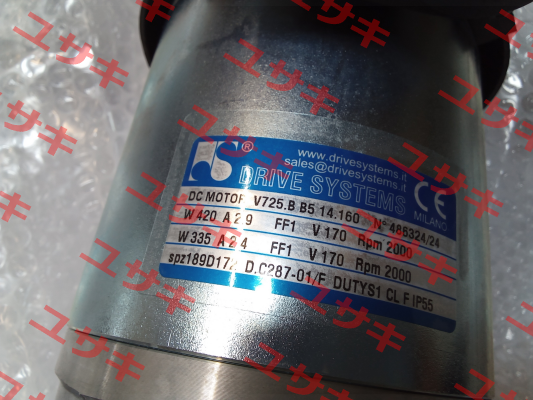 ®
www.drivesystems.it
sales@drivesystems.it
DRIVE SYSTEMS
CE
MILANO
DC MOTOR V725.B B5 14.160 N° 486324/24
W 420 A 2 9 FF1 V 170 Rpm 2000
W 335 A 2 4 FF1 V 170 Rpm 2000
D.C287-01/F DUTYS1 CL F IP55
ユサキ